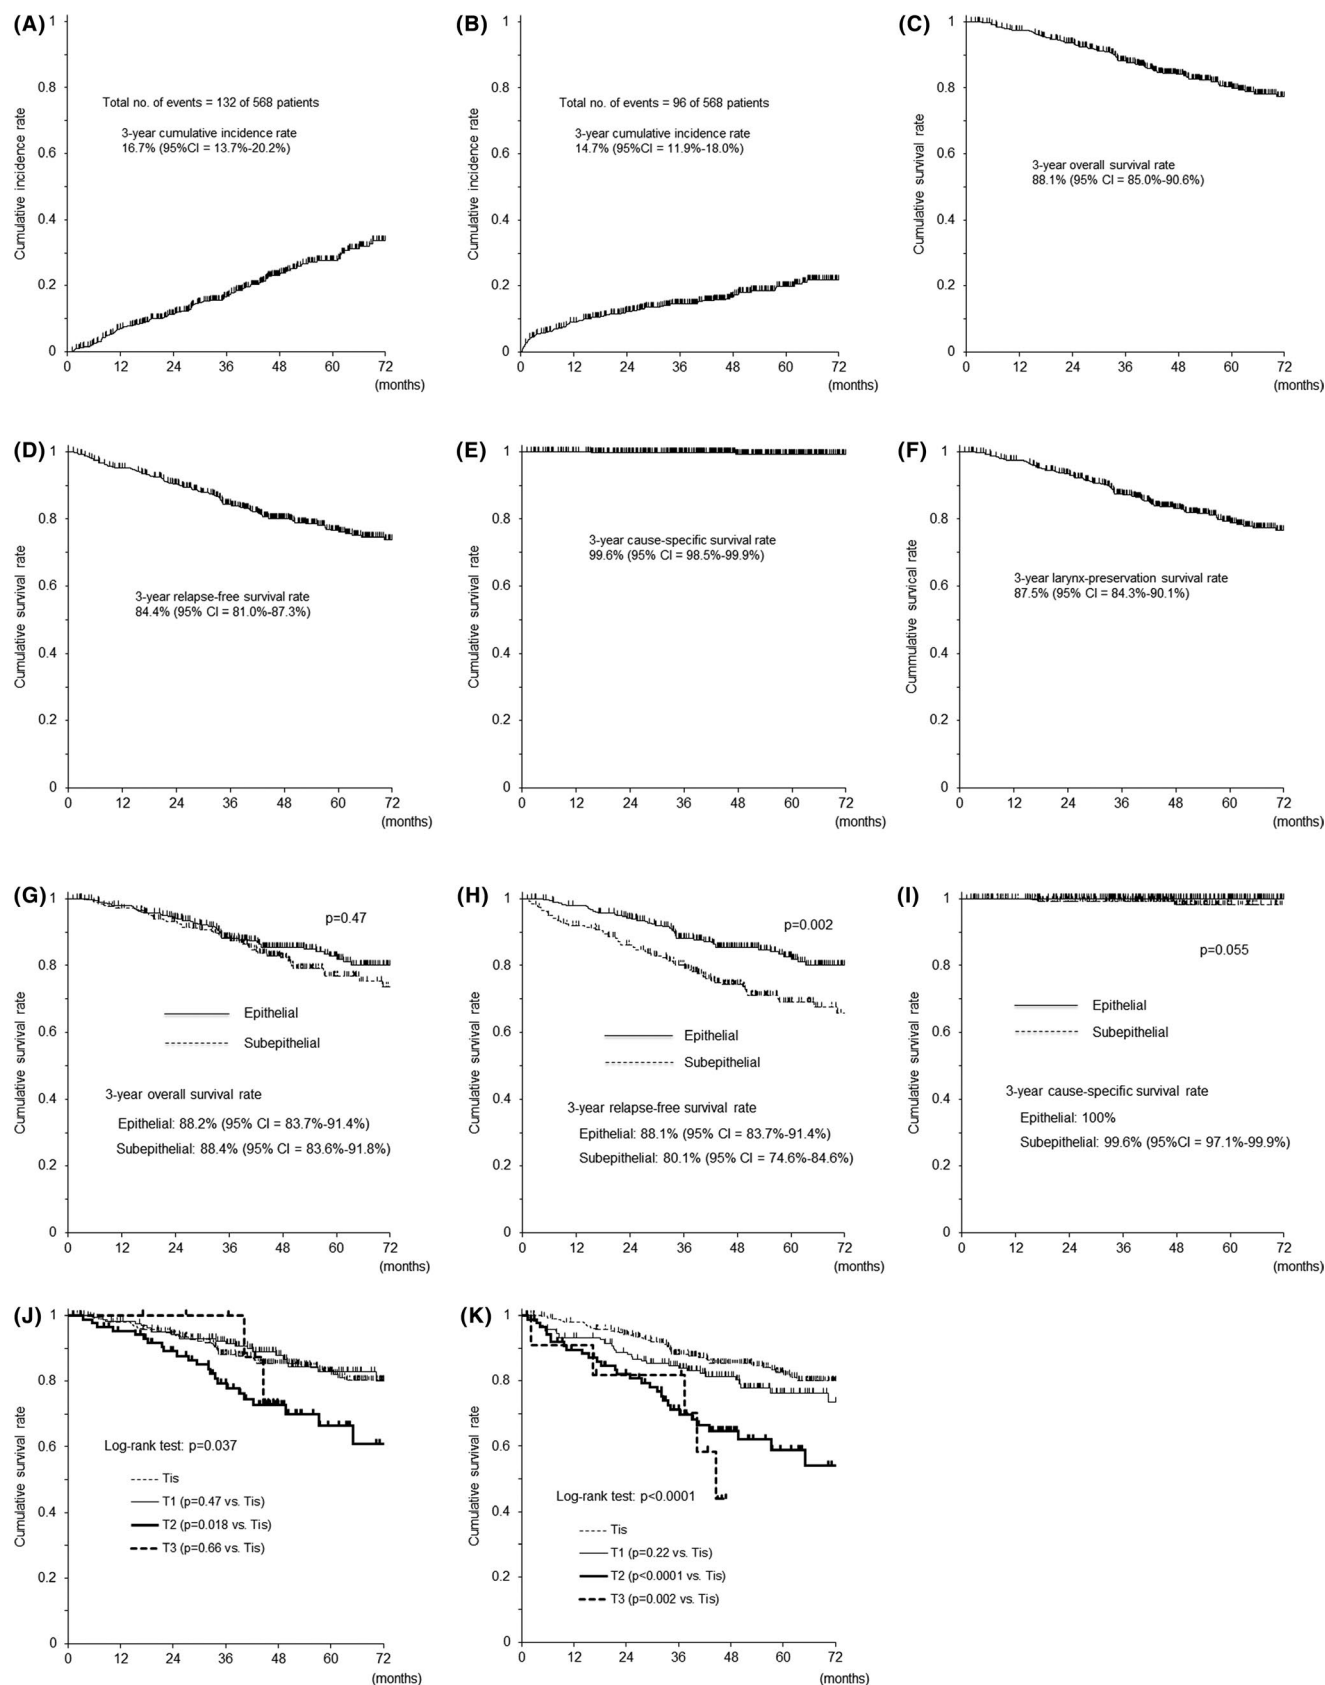 (A)
1
0.8
0.6
0.4
0.2
0
Cumulative incidence rate
Total no. of events = 132 of 568 patients
3-year cumulative incidence rate
16.7% (95%CI = 13.7%-20.2%)
0 12 24 36 48 60 72
(months)
(B)
1
0.8
0.6
0.4
0.2
0
Cumulative incidence rate
Total no. of events = 96 of 568 patients
3-year cumulative incidence rate
14.7% (95%CI = 11.9%-18.0%)
0 12 24 36 48 60 72
(months)
(C)
1
0.8
0.6
0.4
0.2
0
Cumulative survival rate
3-year overall survival rate
88.1% (95% CI = 85.0%-90.6%)
0 12 24 36 48 60 72
(months)
(D)
1
0.8
0.6
0.4
0.2
0
Cumulative survival rate
3-year relapse-free survival rate
84.4% (95% CI = 81.0%-87.3%)
0 12 24 36 48 60 72
(months)
(E)
1
0.8
0.6
0.4
0.2
0
Cumulative survival rate
3-year cause-specific survival rate
99.6% (95% CI = 98.5%-99.9%)
0 12 24 36 48 60 72
(months)
(F)
1
0.8
0.6
0.4
0.2
0
Cummulative survical rate
3-year larynx-preservation survival rate
87.5% (95% CI = 84.3%-90.1%)
0 12 24 36 48 60 72
(months)
(G)
1
0.8
0.6
0.4
0.2
0
Cumulative survival rate
p=0.47
Epithelial
Subepithelial
3-year overall survival rate
Epithelial: 88.2% (95% CI = 83.7%-91.4%)
Subepithelial: 88.4% (95% CI = 83.6%-91.8%)
0 12 24 36 48 60 72
(months)
(H)
1
0.8
0.6
0.4
0.2
0
Cumulative survival rate
p=0.002
Epithelial
Subepithelial
3-year relapse-free survival rate
Epithelial: 88.1% (95% CI = 83.7%-91.4%)
Subepithelial: 80.1% (95% CI = 74.6%-84.6%)
0 12 24 36 48 60 72
(months)
(I)
1
0.8
0.6
0.4
0.2
0
Cumulative survival rate
p=0.055
Epithelial
Subepithelial
3-year cause-specific survival rate
Epithelial: 100%
Subepithelial: 99.6% (95%CI = 97.1%-99.9%)
0 12 24 36 48 60 72
(months)
(J)
1
0.8
0.6
0.4
0.2
0
Cumulative survival rate
Log-rank test: p=0.037
Tis
T1 (p=0.47 vs. Tis)
T2 (p=0.018 vs. Tis)
T3 (p=0.66 vs. Tis)
0 12 24 36 48 60 72
(months)
(K)
1
0.8
0.6
0.4
0.2
0
Cumulative survival rate
Log-rank test: p<0.0001
Tis
T1 (p=0.22 vs. Tis)
T2 (p<0.0001 vs. Tis)
T3 (p=0.002 vs. Tis)
0 12 24 36 48 60 72
(months)